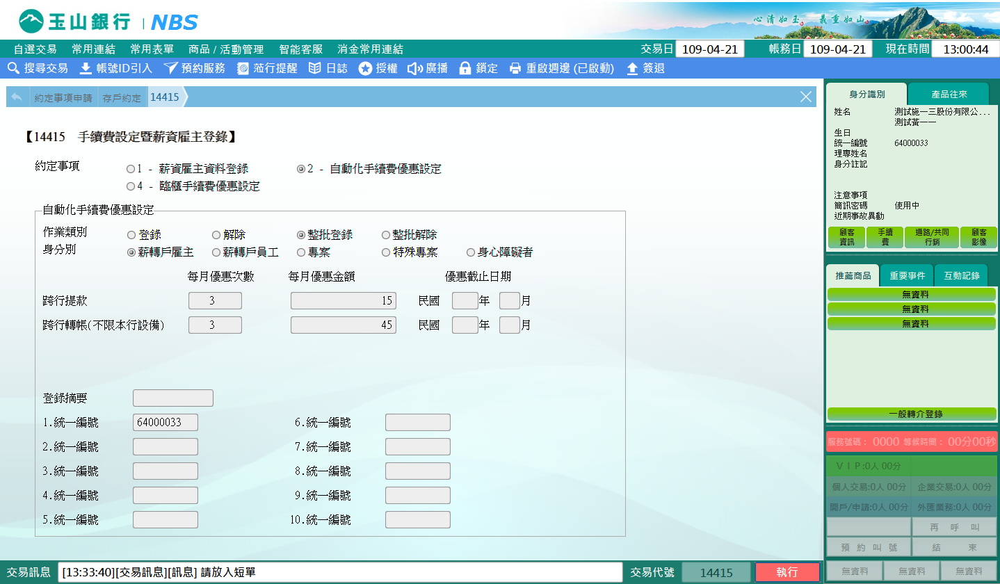 玉山銀行 | NBS
心清如玉。義重如山。
自選交易 常用連結 常用表單 商品 / 活動管理 智能客服 消金常用連結 交易日 109-04-21 帳務日 109-04-21 現在時間 13:00:44
搜尋交易 帳號ID引入 預約服務 蒞行提醒 日誌 授權 廣播 鎖定 重啟週邊 (已啟動) 簽退
約定事項申請 存戶約定 14415
【14415 手續費設定暨薪資雇主登錄】
約定事項
1 - 薪資雇主資料登錄 2 - 自動化手續費優惠設定
4 - 臨櫃手續費優惠設定
自動化手續費優惠設定
作業類別 登錄 解除 整批登錄 整批解除
身分別 薪轉戶雇主 薪轉戶員工 專案 特殊專案 身心障礙者
每月優惠次數 每月優惠金額 優惠截止日期
跨行提款 3 15 民國 年 月
跨行轉帳(不限本行設備) 3 45 民國 年 月
登錄摘要
1.統一編號 64000033 6.統一編號
2.統一編號 7.統一編號
3.統一編號 8.統一編號
4.統一編號 9.統一編號
5.統一編號 10.統一編號
交易訊息 [13:33:40][交易訊息][訊息] 請放入短單 交易代號 14415 執行
身分識別 產品往來
姓名 測試施一三股份有限公...
測試黃一一
生日
統一編號 64000033
理專姓名
身分註記
注意事項
簡訊密碼 使用中
近期事故異動
顧客資訊 手續費 通路/共同行銷 顧客影像
推薦商品 重要事件 互動記錄
無資料
無資料
無資料
一般轉介登錄
服務號碼： 0000 等候時間： 00分00秒
ＶＩＰ:0人 00分
個人交易:0人 00分 企業交易:0人 00分
開戶/申請:0人 00分 外匯業務:0人 00分
再 呼 叫
預 約 叫 號 結 束
無資料 無資料 無資料